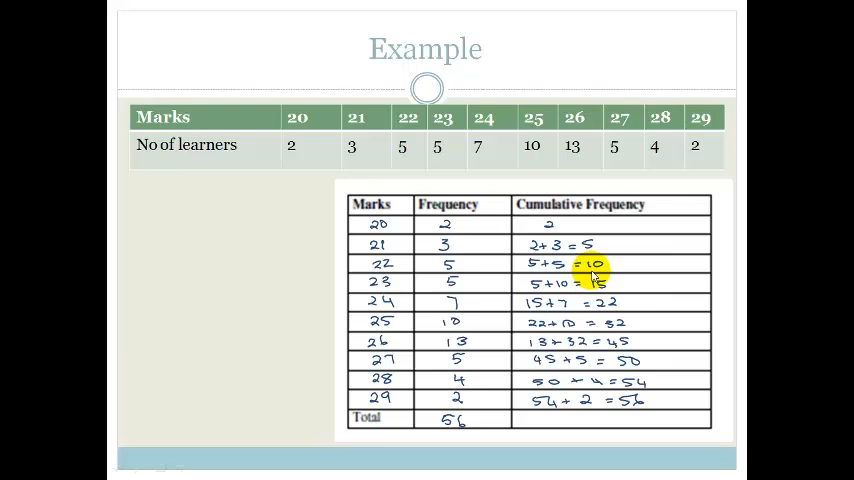 Example
Marks 20 21 22 23 24 25 26 27 28 29
No of learners 2 3 5 5 7 10 13 5 4 2
Marks Frequency Cumulative Frequency
20 2 2
21 3 2+3 = 5
22 5 5+5 = 10
23 5 5+10 = 15
24 7 15+7 = 22
25 10 22+10 = 32
26 13 13+32 = 45
27 5 45+5 = 50
28 4 50+4 = 54
29 2 54+2 = 56
Total 56